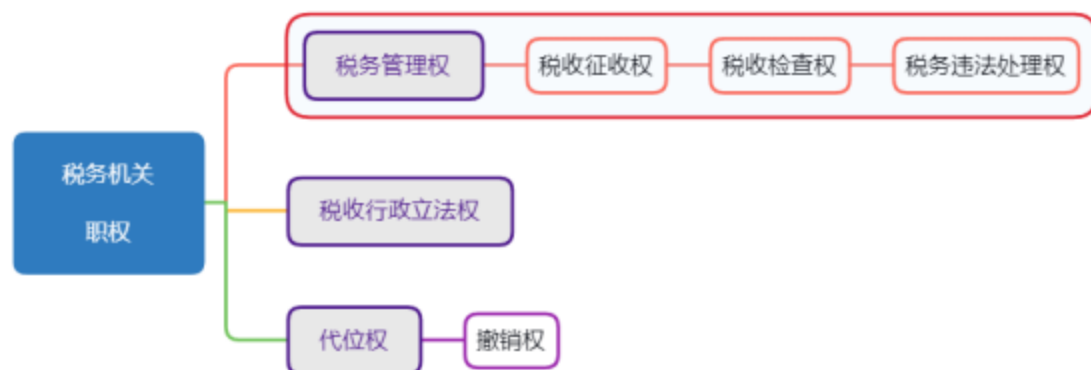 税务管理权
税收征收权
税收检查权
税务违法处理权
税务机关
职权
税收行政立法权
代位权
撤销权